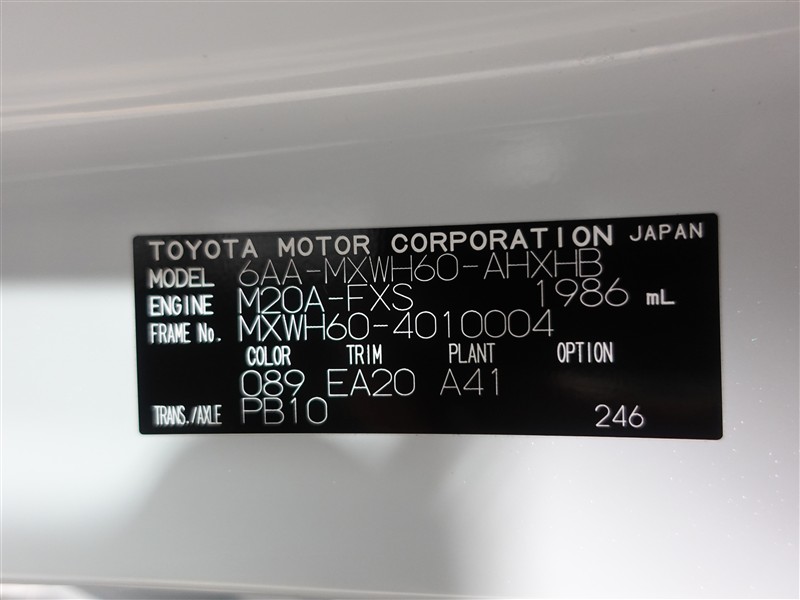 TOYOTA MOTOR CORPORATION JAPAN
MODEL 6AA-MXWH60-AHXHB
ENGINE M20A-FXS 1986 mL
FRAME No. MXWH60-4010004
COLOR TRIM PLANT OPTION
089 EA20 A41
TRANS./AXLE PB10 246